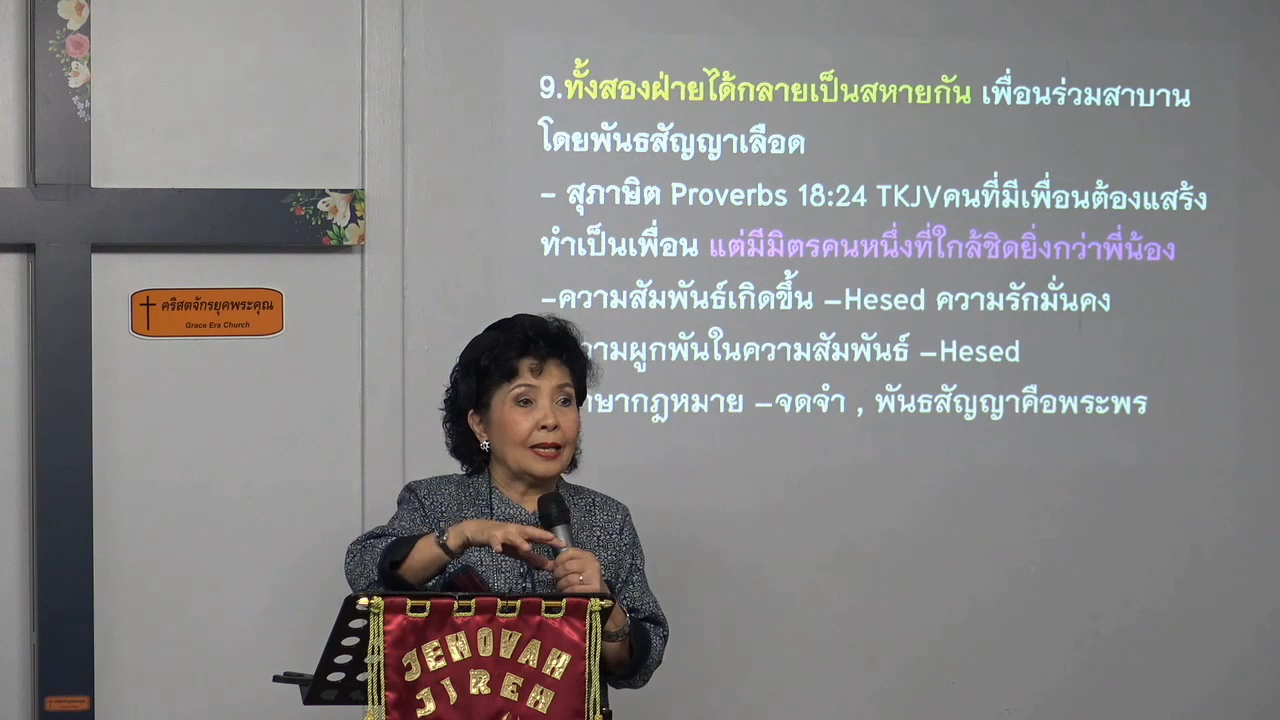 9.ทั้งสองฝ่ายได้กลายเป็นสหายกัน เพื่อนร่วมสาบาน
โดยพันธสัญญาเลือด
- สุภาษิต Proverbs 18:24 TKJVคนที่มีเพื่อนต้องแสร้ง
ทำเป็นเพื่อน แต่มีมิตรคนหนึ่งที่ใกล้ชิดยิ่งกว่าพี่น้อง
-ความสัมพันธ์เกิดขึ้น -Hesed ความรักมั่นคง
ผูกพันในความสัมพันธ์ -Hesed
-จดจำ , พันธสัญญาคือพระพร
คริสตจักรยุคพระคุณ
Grace Era Church
JEHOVAH
JIREH